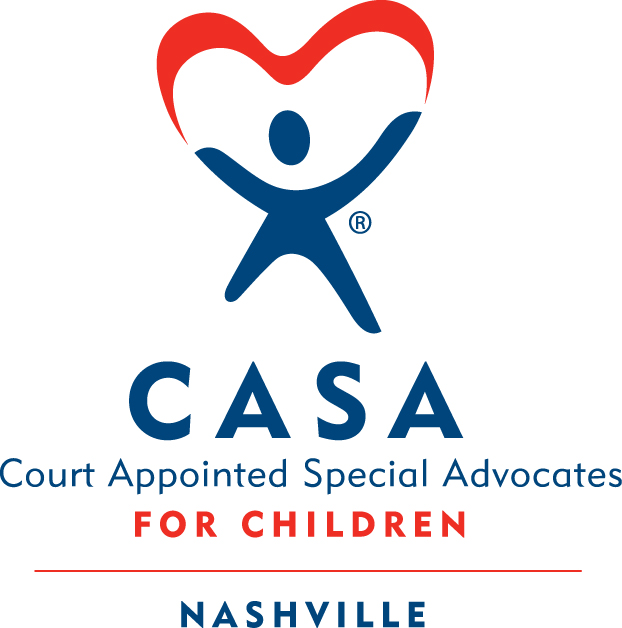 ®
CASA
Court Appointed Special Advocates
FOR CHILDREN
NASHVILLE